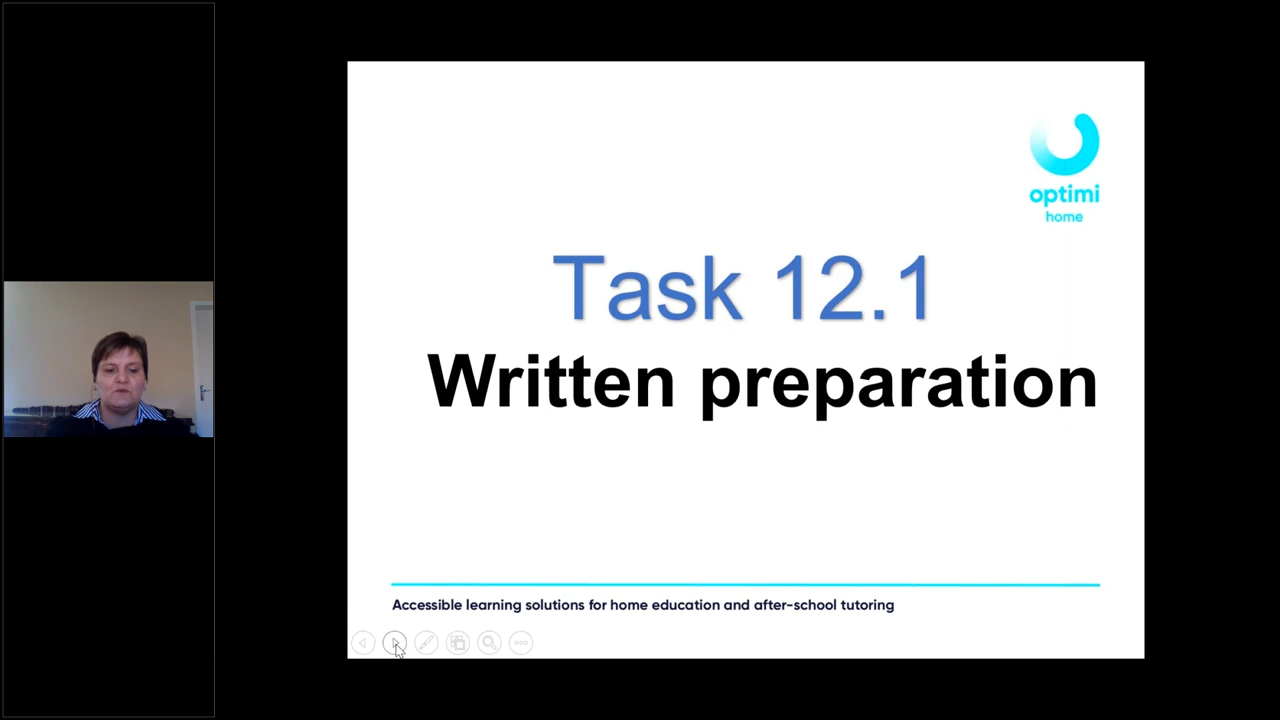 optimi
home
Task 12.1
Written preparation
Accessible learning solutions for home education and after-school tutoring